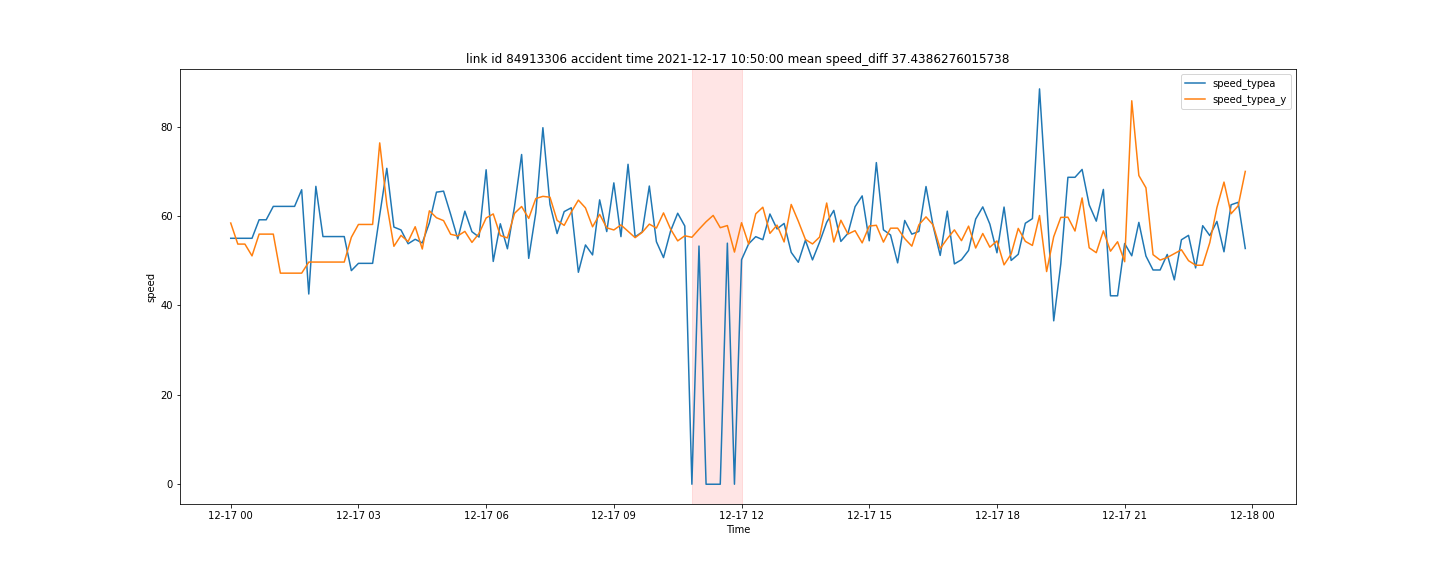 link id 84913306 accident time 2021-12-17 10:50:00 mean speed_diff 37.4386276015738
speed_typea
speed_typea_y
80
60
40
20
0
speed
12-17 00 12-17 03 12-17 06 12-17 09 12-17 12 12-17 15 12-17 18 12-17 21 12-18 00
Time